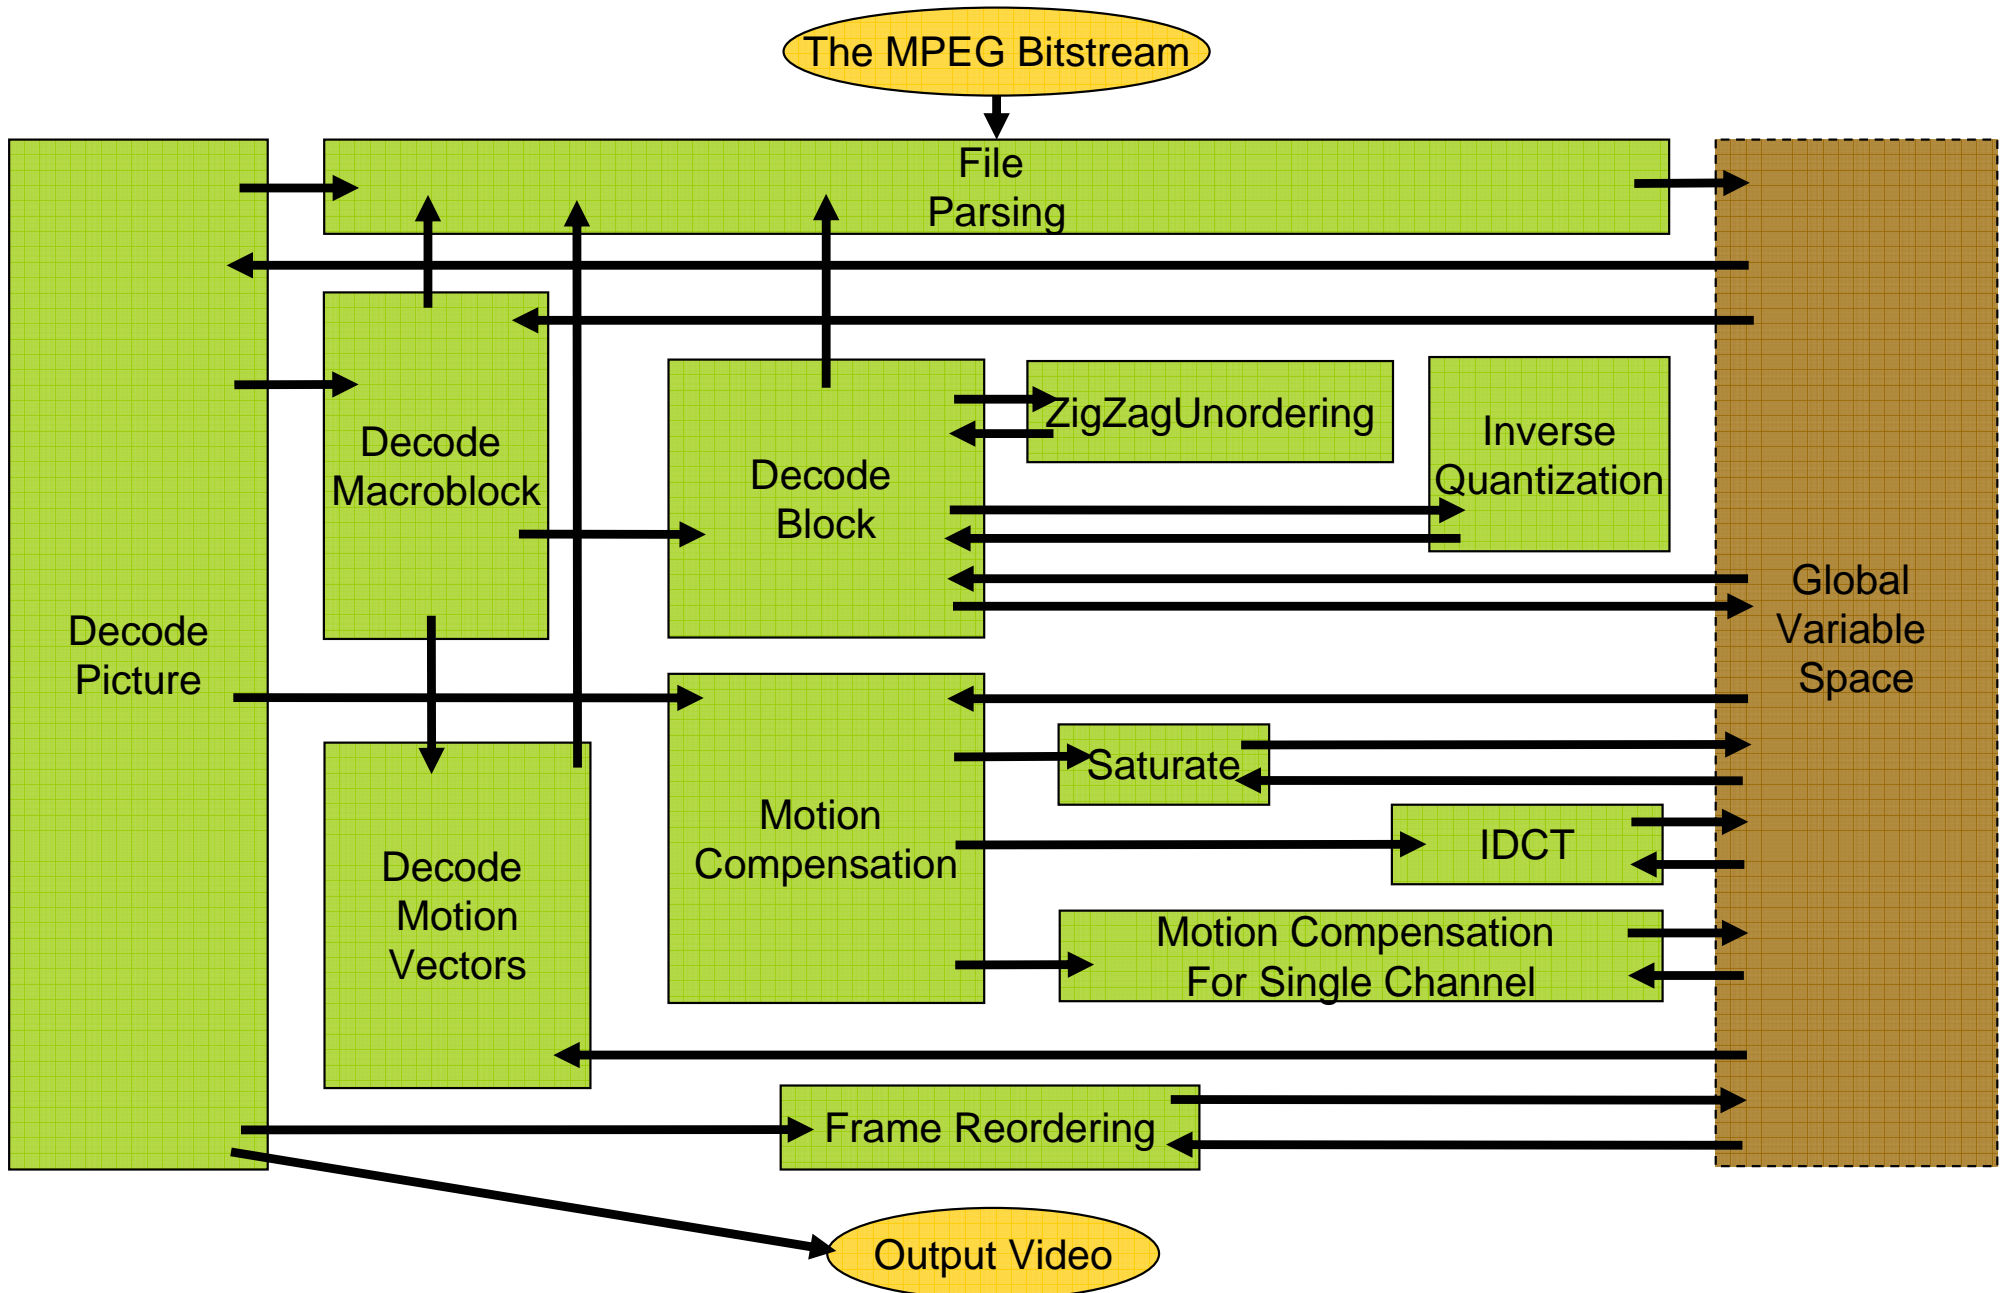 The MPEG Bitstream
File
Parsing
Decode
Macroblock
Decode
Block
ZigZagUnordering
Inverse
Quantization
Decode
Picture
Global
Variable
Space
Motion
Compensation
Saturate
IDCT
Decode
Motion
Vectors
Motion Compensation
For Single Channel
Frame Reordering
Output Video